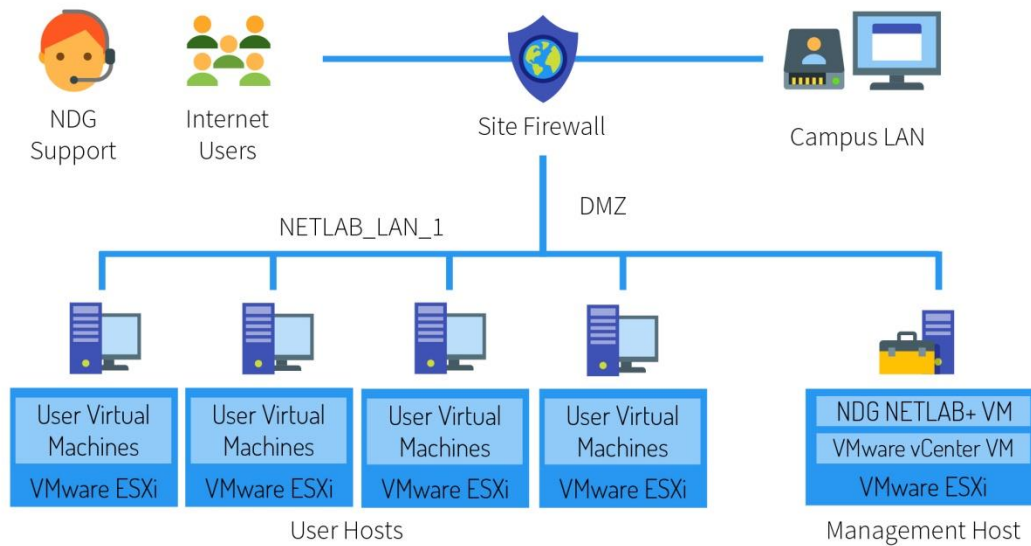 NDG
Support
Internet
Users
Site Firewall
Campus LAN
DMZ
NETLAB_LAN_1
User Virtual
Machines
VMware ESXi
User Virtual
Machines
VMware ESXi
User Virtual
Machines
VMware ESXi
User Virtual
Machines
VMware ESXi
NDG NETLAB+ VM
VMware vCenter VM
VMware ESXi
User Hosts
Management Host